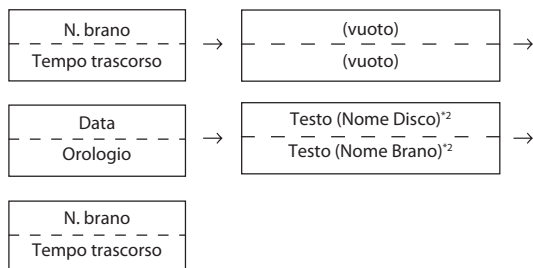 N. brano
Tempo trascorso
→
(vuoto)
(vuoto)
→
Data
Orologio
→
Testo (Nome Disco)*2
Testo (Nome Brano)*2
→
N. brano
Tempo trascorso